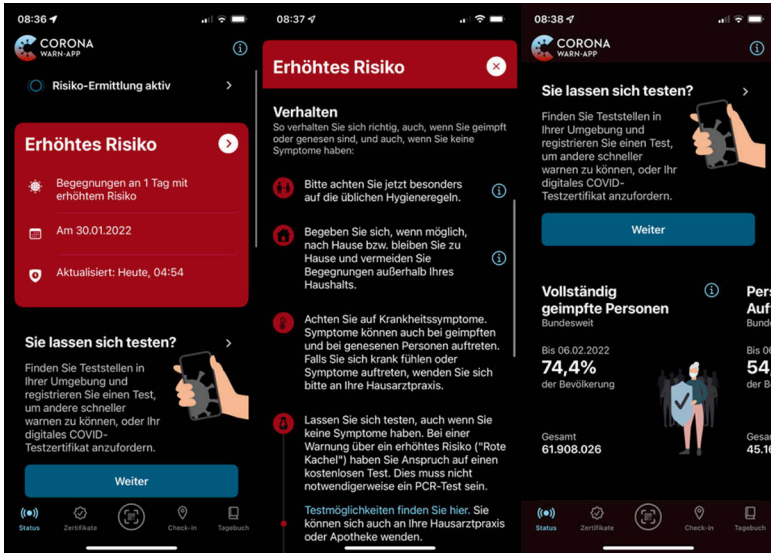 08:36
CORONA
WARN-APP
Risiko-Ermittlung aktiv
Erhöhtes Risiko
Begegnungen an 1 Tag mit
erhöhtem Risiko
Am 30.01.2022
Aktualisiert: Heute, 04:54
Sie lassen sich testen?
Finden Sie Teststellen in
Ihrer Umgebung und
registrieren Sie einen Test,
um andere schneller
warnen zu können, oder Ihr
digitales COVID-
Testzertifikat anzufordern.
Weiter
Status
Zertifikate
Check-in
Tagebuch
08:37
Erhöhtes Risiko
Verhalten
So verhalten Sie sich richtig, auch, wenn Sie geimpft
oder genesen sind, und auch, wenn Sie keine
Symptome haben:
Bitte achten Sie jetzt besonders
auf die üblichen Hygieneregeln.
Begeben Sie sich, wenn möglich,
nach Hause bzw. bleiben Sie zu
Hause und vermeiden Sie
Begegnungen außerhalb Ihres
Haushalts.
Achten Sie auf Krankheitssymptome.
Symptome können auch bei geimpften
und bei genesenen Personen auftreten.
Falls Sie sich krank fühlen oder
Symptome auftreten, wenden Sie sich
bitte an Ihre Hausarztpraxis.
Lassen Sie sich testen, auch wenn Sie
keine Symptome haben. Bei einer
Warnung über ein erhöhtes Risiko ("Rote
Kachel") haben Sie Anspruch auf einen
kostenlosen Test. Dies muss nicht
notwendigerweise ein PCR-Test sein.
Testmöglichkeiten finden Sie hier. Sie
können sich auch an Ihre Hausarztpraxis
oder Apotheke wenden.
08:38
CORONA
WARN-APP
Sie lassen sich testen?
Finden Sie Teststellen in
Ihrer Umgebung und
registrieren Sie einen Test,
um andere schneller
warnen zu können, oder Ihr
digitales COVID-
Testzertifikat anzufordern.
Weiter
Vollständig
geimpfte Personen
Bundesweit
Bis 06.02.2022
74,4%
der Bevölkerung
Gesamt
61.908.026
Pers
Auf
Bund
Bis 06
54,
der B
Gesa
45.16
Status
Zertifikate
Check-in
Tagebuch